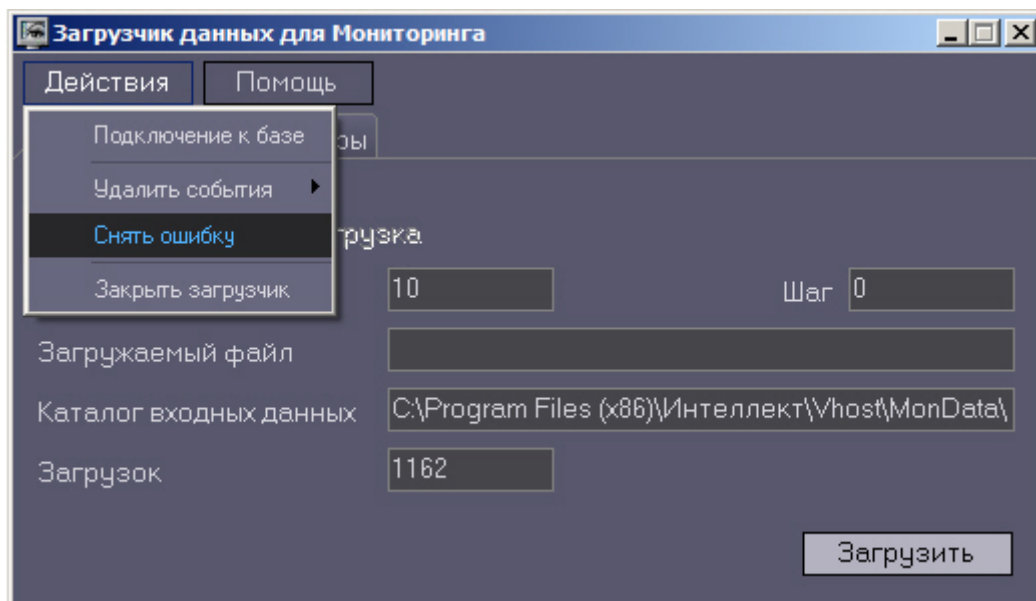 Загрузчик данных для Мониторинга
Действия Помощь
Подключение к базе
Удалить события
Снять ошибку
Закрыть загрузчик
10 Шаг 0
Загружаемый файл
Каталог входных данных C:\Program Files (x86)\Интеллект\Vhost\MonData\
Загрузок 1162
Загрузить